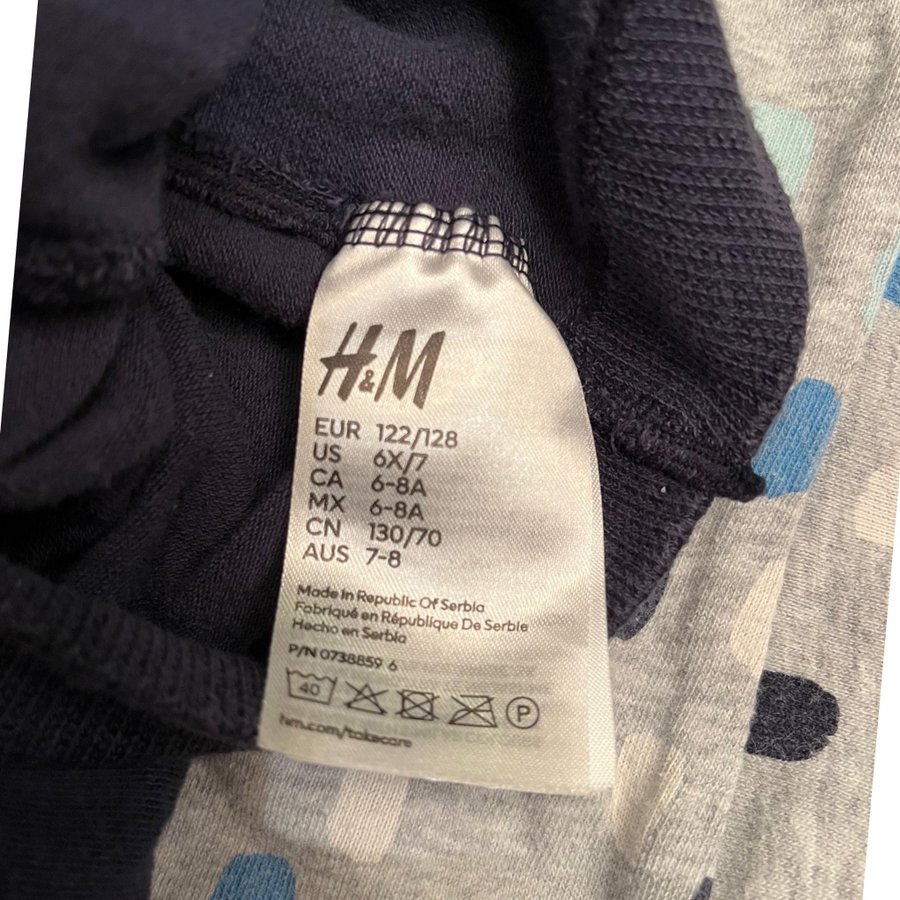 H&M
EUR 122/128
US 6X/7
CA 6-8A
MX 6-8A
CN 130/70
AUS 7-8
Made in Republic Of Serbia
Fabriqué en République De Serbie
Hecho en Serbia
P/N 0738859 6
40 P
hm.com/takecare